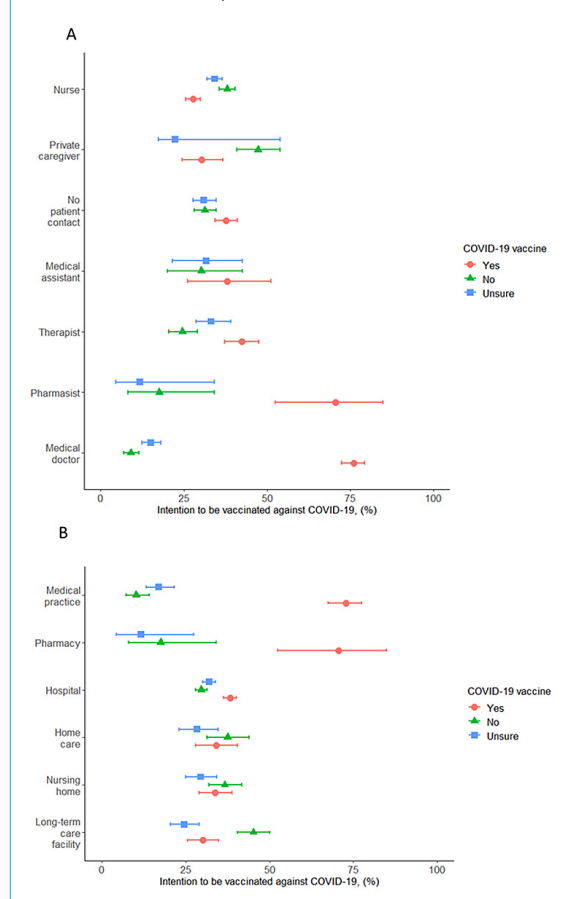 A
Nurse
Private
caregiver
No
patient
contact
Medical
assistant
Therapist
Pharmasist
Medical
doctor
0 25 50 75 100
Intention to be vaccinated against COVID-19, (%)
COVID-19 vaccine
Yes
No
Unsure
B
Medical
practice
Pharmacy
Hospital
Home
care
Nursing
home
Long-term
care
facility
0 25 50 75 100
Intention to be vaccinated against COVID-19, (%)
COVID-19 vaccine
Yes
No
Unsure